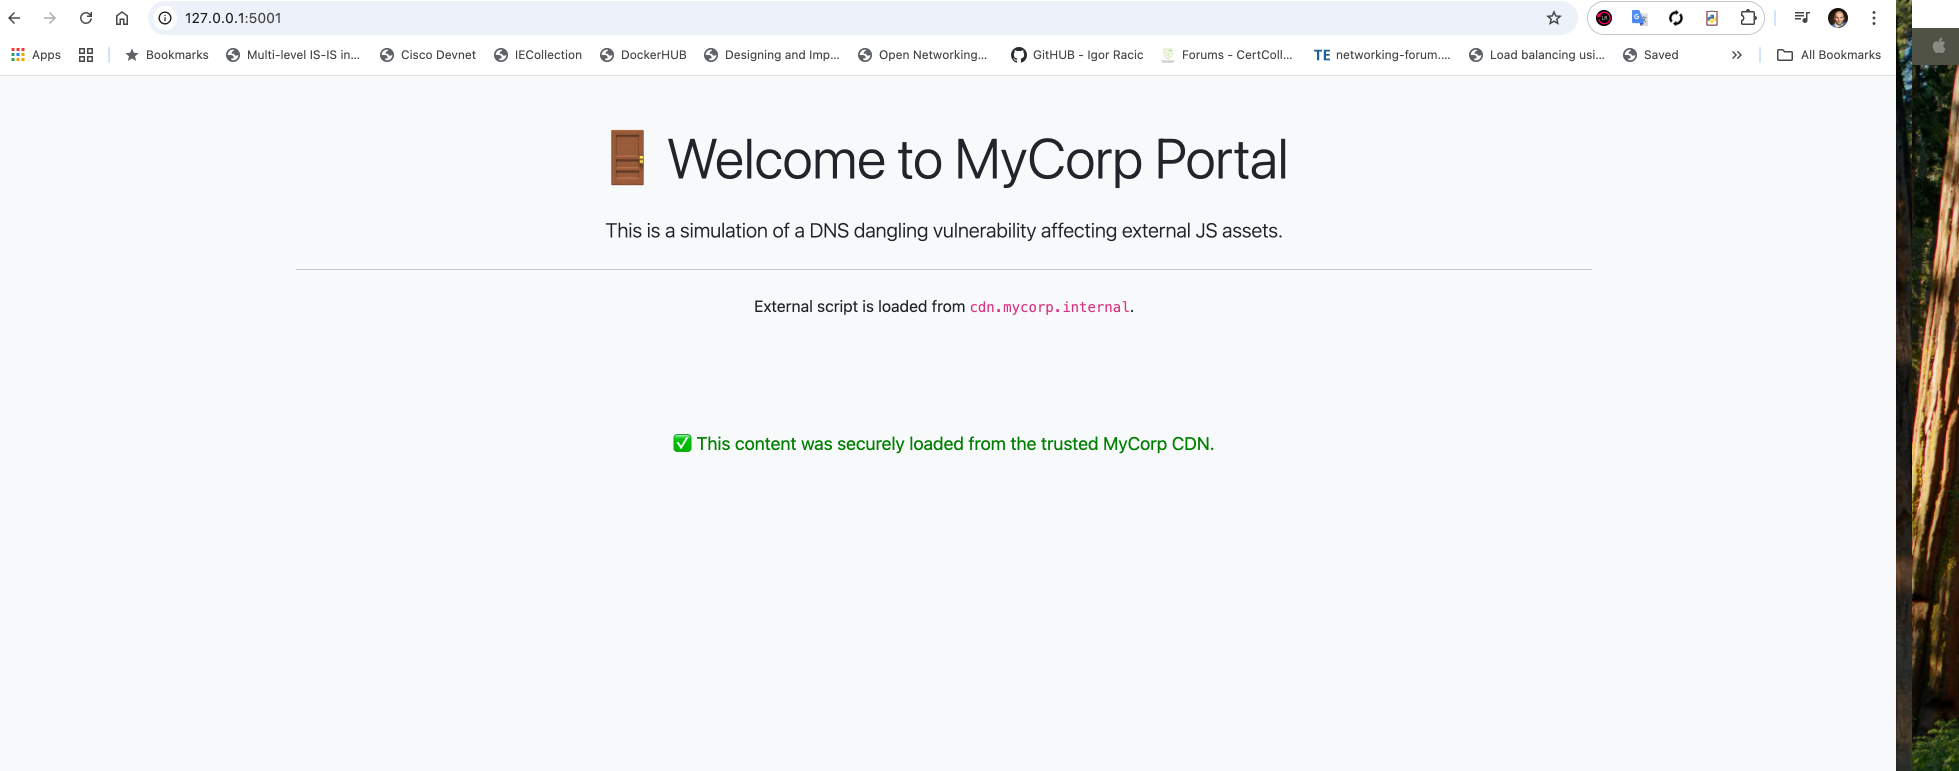 127.0.0.1:5001
Apps Bookmarks Multi-level IS-IS in... Cisco Devnet IECollection DockerHUB Designing and Imp... Open Networking... GitHUB - Igor Racic Forums - CertColl... TE networking-forum.... Load balancing usi... Saved » All Bookmarks
Welcome to MyCorp Portal
This is a simulation of a DNS dangling vulnerability affecting external JS assets.
External script is loaded from cdn.mycorp.internal.
✅ This content was securely loaded from the trusted MyCorp CDN.